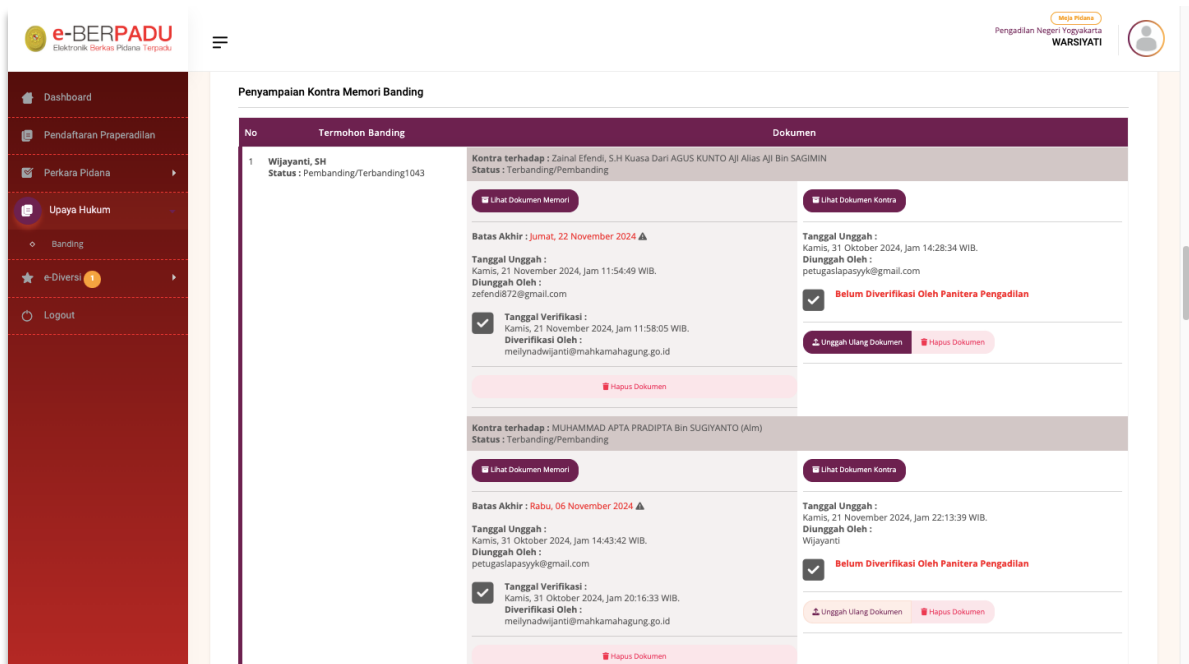 e-BERPADU
Elektronik Berkas Pidana Terpadu
Meja Pidana
Pengadilan Negeri Yogyakarta
WARSIYATI
Dashboard
Pendaftaran Praperadilan
Perkara Pidana
Upaya Hukum
Banding
e-Diversi 1
Logout
Penyampaian Kontra Memori Banding
No Termohon Banding Dokumen
1 Wijayanti, SH
Status : Pembanding/Terbanding1043
Kontra terhadap : Zainal Efendi, S.H Kuasa Dari AGUS KUNTO AJI Alias AJI Bin SAGIMIN
Status : Terbanding/Pembanding
Lihat Dokumen Memori
Batas Akhir : Jumat, 22 November 2024
Tanggal Unggah :
Kamis, 21 November 2024, Jam 11:54:49 WIB.
Diunggah Oleh :
zefendi872@gmail.com
Tanggal Verifikasi :
Kamis, 21 November 2024, Jam 11:58:05 WIB.
Diverifikasi Oleh :
meilynadwijanti@mahkamahagung.go.id
Hapus Dokumen
Lihat Dokumen Kontra
Tanggal Unggah :
Kamis, 31 Oktober 2024, Jam 14:28:34 WIB.
Diunggah Oleh :
petugaslapasyyk@gmail.com
Belum Diverifikasi Oleh Panitera Pengadilan
Unggah Ulang Dokumen Hapus Dokumen
Kontra terhadap : MUHAMMAD APTA PRADIPTA Bin SUGIYANTO (Alm)
Status : Terbanding/Pembanding
Lihat Dokumen Memori
Batas Akhir : Rabu, 06 November 2024
Tanggal Unggah :
Kamis, 31 Oktober 2024, Jam 14:43:42 WIB.
Diunggah Oleh :
petugaslapasyyk@gmail.com
Tanggal Verifikasi :
Kamis, 31 Oktober 2024, Jam 20:16:33 WIB.
Diverifikasi Oleh :
meilynadwijanti@mahkamahagung.go.id
Hapus Dokumen
Lihat Dokumen Kontra
Tanggal Unggah :
Kamis, 21 November 2024, Jam 22:13:39 WIB.
Diunggah Oleh :
Wijayanti
Belum Diverifikasi Oleh Panitera Pengadilan
Unggah Ulang Dokumen Hapus Dokumen